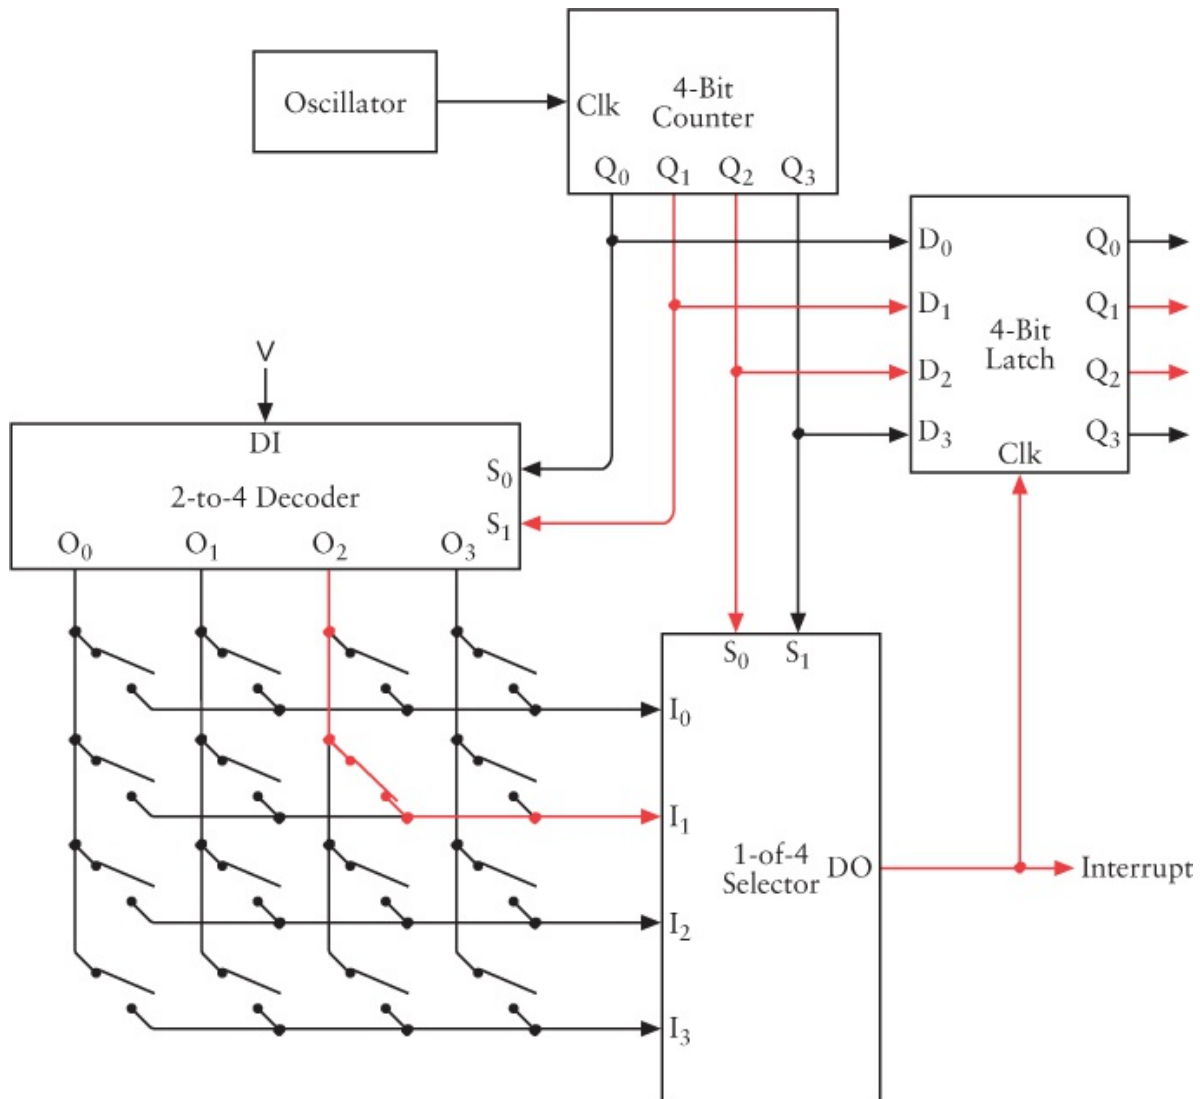 Oscillator
Clk
4-Bit
Counter
Q₀ Q₁ Q₂ Q₃
D₀ Q₀
D₁ Q₁
4-Bit
Latch
D₂ Q₂
D₃ Q₃
Clk
V
DI
S₀
2-to-4 Decoder
S₁
O₀ O₁ O₂ O₃
S₀ S₁
I₀
I₁
1-of-4
Selector
DO
Interrupt
I₂
I₃